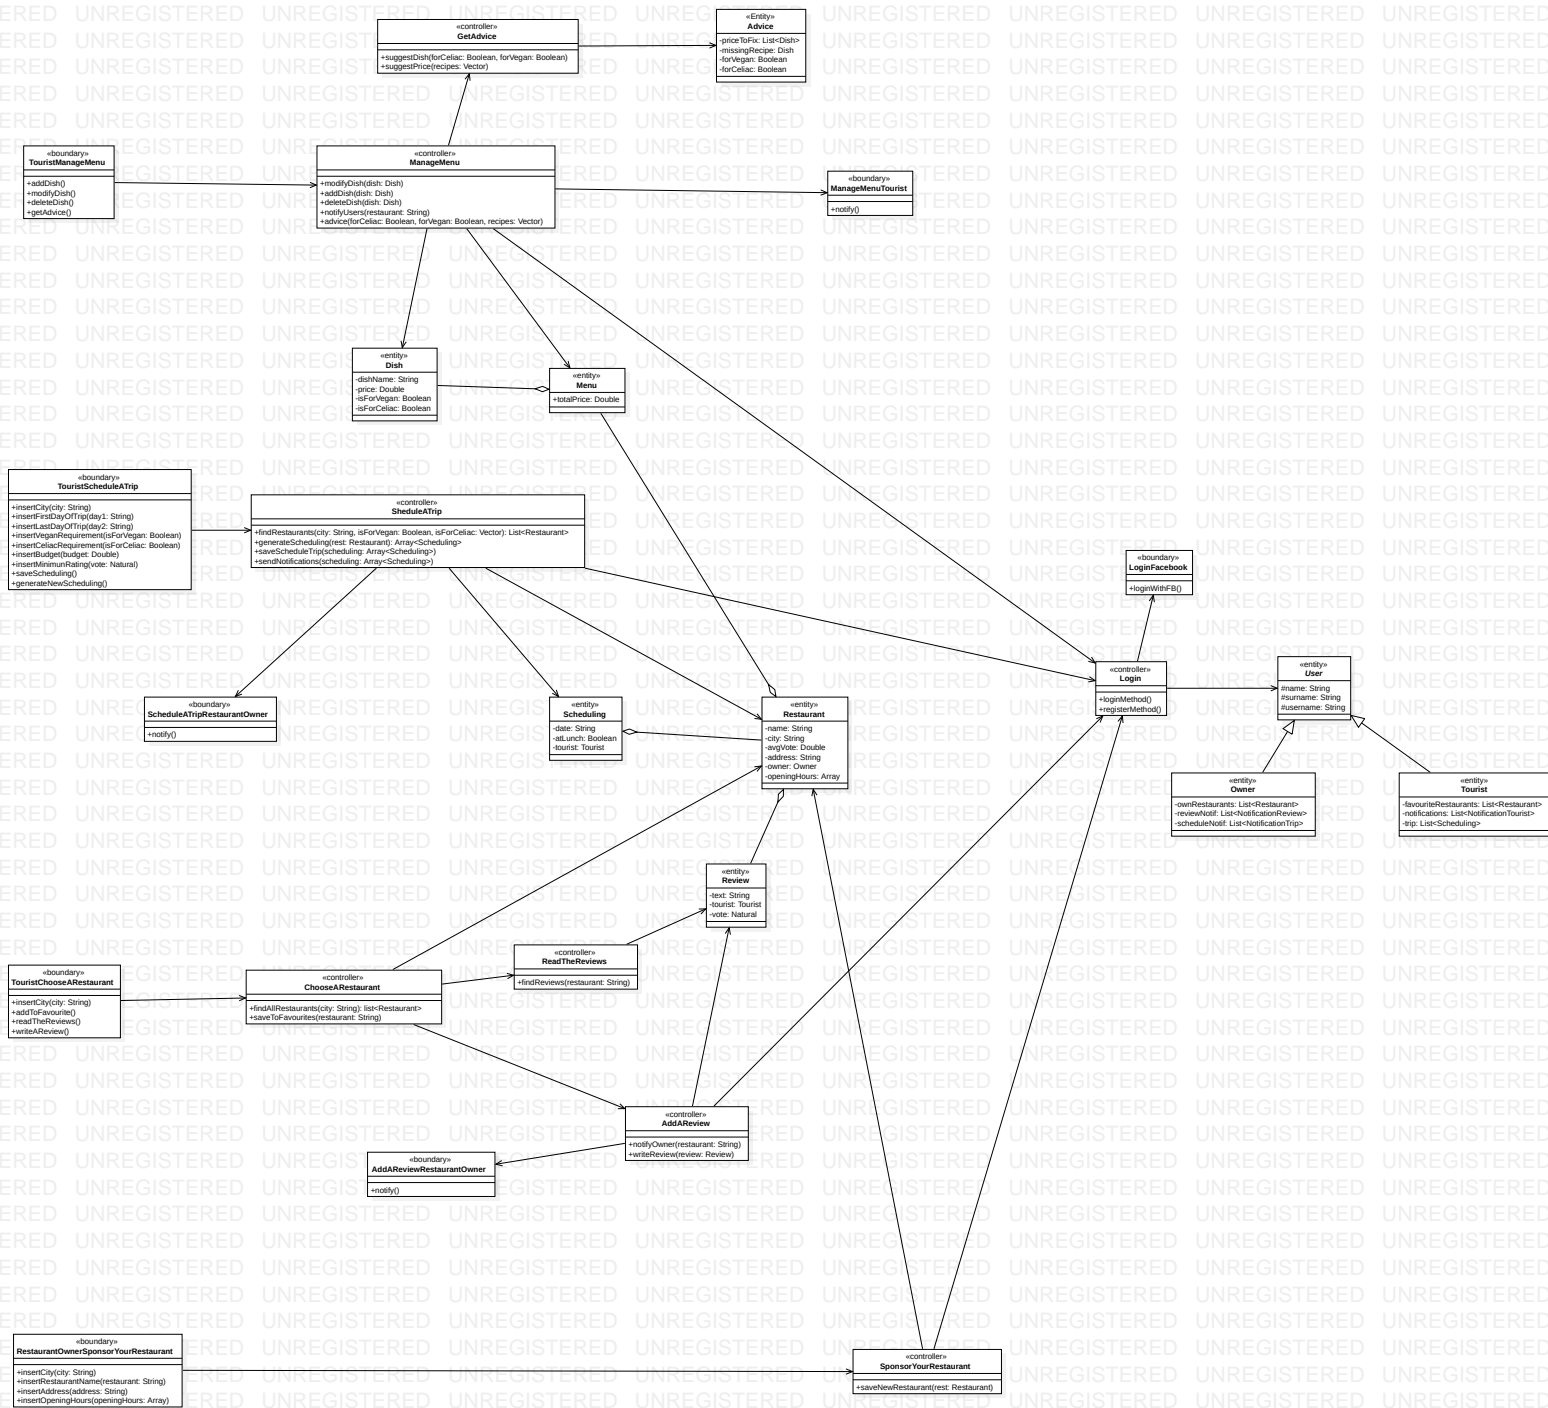 «controller»
GetAdvice
+suggestDish(forCeliac: Boolean, forVegan: Boolean)
+suggestPrice(recipes: Vector)
«Entity»
Advice
-priceToFix: List<Dish>
-missingRecipe: Dish
-forVegan: Boolean
-forCeliac: Boolean
«boundary»
TouristManageMenu
+addDish()
+modifyDish()
+deleteDish()
+getAdvice()
«controller»
ManageMenu
+modifyDish(dish: Dish)
+addDish(dish: Dish)
+deleteDish(dish: Dish)
+notifyUsers(restaurant: String)
+advice(forCeliac: Boolean, forVegan: Boolean, recipes: Vector)
«boundary»
ManageMenuTourist
+notify()
«entity»
Dish
-dishName: String
-price: Double
-isForVegan: Boolean
-isForCeliac: Boolean
«entity»
Menu
+totalPrice: Double
«boundary»
TouristScheduleATrip
+insertCity(city: String)
+insertFirstDayOfTrip(day1: String)
+insertLastDayOfTrip(day2: String)
+insertVeganRequirement(isForVegan: Boolean)
+insertCeliacRequirement(isForCeliac: Boolean)
+insertBudget(budget: Double)
+insertMinimunRating(vote: Natural)
+saveScheduling()
+generateNewScheduling()
«controller»
SheduleATrip
+findRestaurants(city: String, isForVegan: Boolean, isForCeliac: Vector): List<Restaurant>
+generateScheduling(rest: Restaurant): Array<Scheduling>
+saveScheduleTrip(scheduling: Array<Scheduling>)
+sendNotifications(scheduling: Array<Scheduling>)
«boundary»
LoginFacebook
+loginWithFB()
«controller»
Login
+loginMethod()
+registerMethod()
«entity»
User
#name: String
#surname: String
#username: String
«boundary»
ScheduleATripRestaurantOwner
+notify()
«entity»
Scheduling
-date: String
-atLunch: Boolean
-tourist: Tourist
«entity»
Restaurant
-name: String
-city: String
-avgVote: Double
-address: String
-owner: Owner
-openingHours: Array
«entity»
Owner
-ownRestaurants: List<Restaurant>
-reviewNotif: List<NotificationReview>
-scheduleNotif: List<NotificationTrip>
«entity»
Tourist
-favouriteRestaurants: List<Restaurant>
-notifications: List<NotificationTourist>
-trip: List<Scheduling>
«entity»
Review
-text: String
-tourist: Tourist
-vote: Natural
«controller»
ReadTheReviews
+findReviews(restaurant: String)
«boundary»
TouristChooseARestaurant
+insertCity(city: String)
+addToFavourite()
+readTheReviews()
+writeAReview()
«controller»
ChooseARestaurant
+findAllRestaurants(city: String): list<Restaurant>
+saveToFavourites(restaurant: String)
«controller»
AddAReview
+notifyOwner(restaurant: String)
+writeReview(review: Review)
«boundary»
AddAReviewRestaurantOwner
+notify()
«boundary»
RestaurantOwnerSponsorYourRestaurant
+insertCity(city: String)
+insertRestaurantName(restaurant: String)
+insertAddress(address: String)
+insertOpeningHours(openingHours: Array)
«controller»
SponsorYourRestaurant
+saveNewRestaurant(rest: Restaurant)
UNREGISTERED